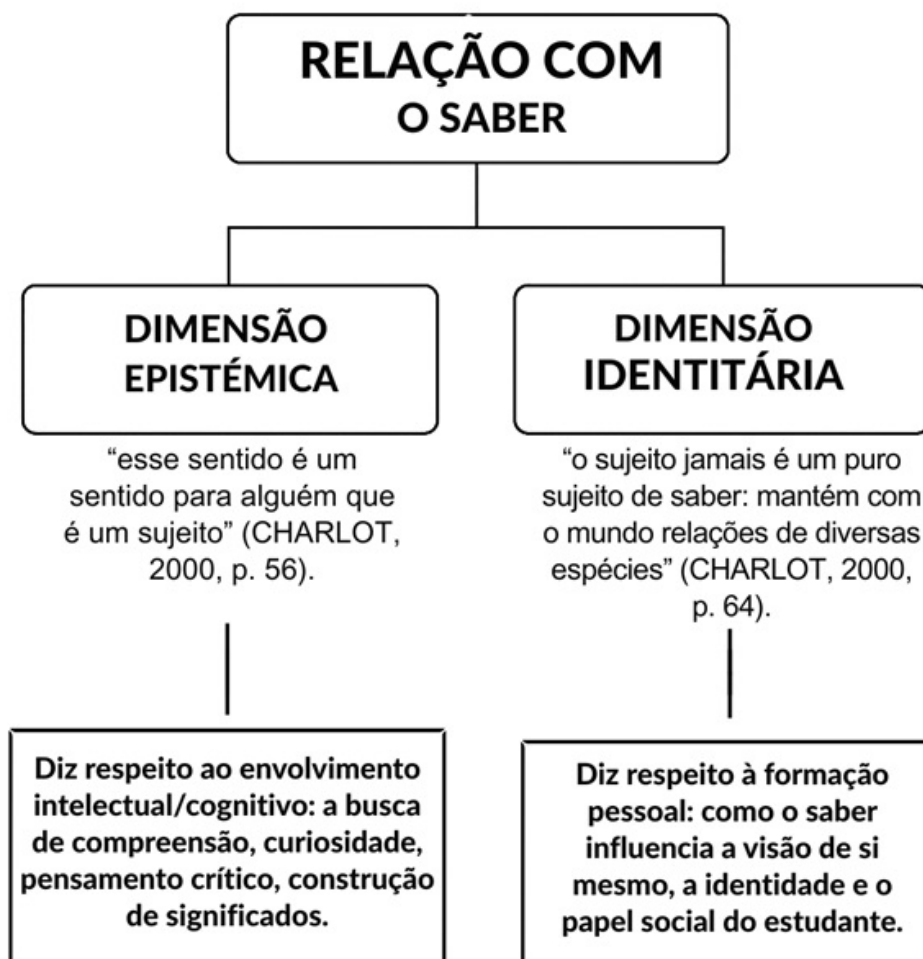 RELAÇÃO COM
O SABER
DIMENSÃO
EPISTÉMICA
“esse sentido é um
sentido para alguém que
é um sujeito” (CHARLOT,
2000, p. 56).
Diz respeito ao envolvimento
intelectual/cognitivo: a busca
de compreensão, curiosidade,
pensamento crítico, construção
de significados.
DIMENSÃO
IDENTITÁRIA
“o sujeito jamais é um puro
sujeito de saber: mantém com
o mundo relações de diversas
espécies” (CHARLOT, 2000,
p. 64).
Diz respeito à formação
pessoal: como o saber
influencia a visão de si
mesmo, a identidade e o
papel social do estudante.